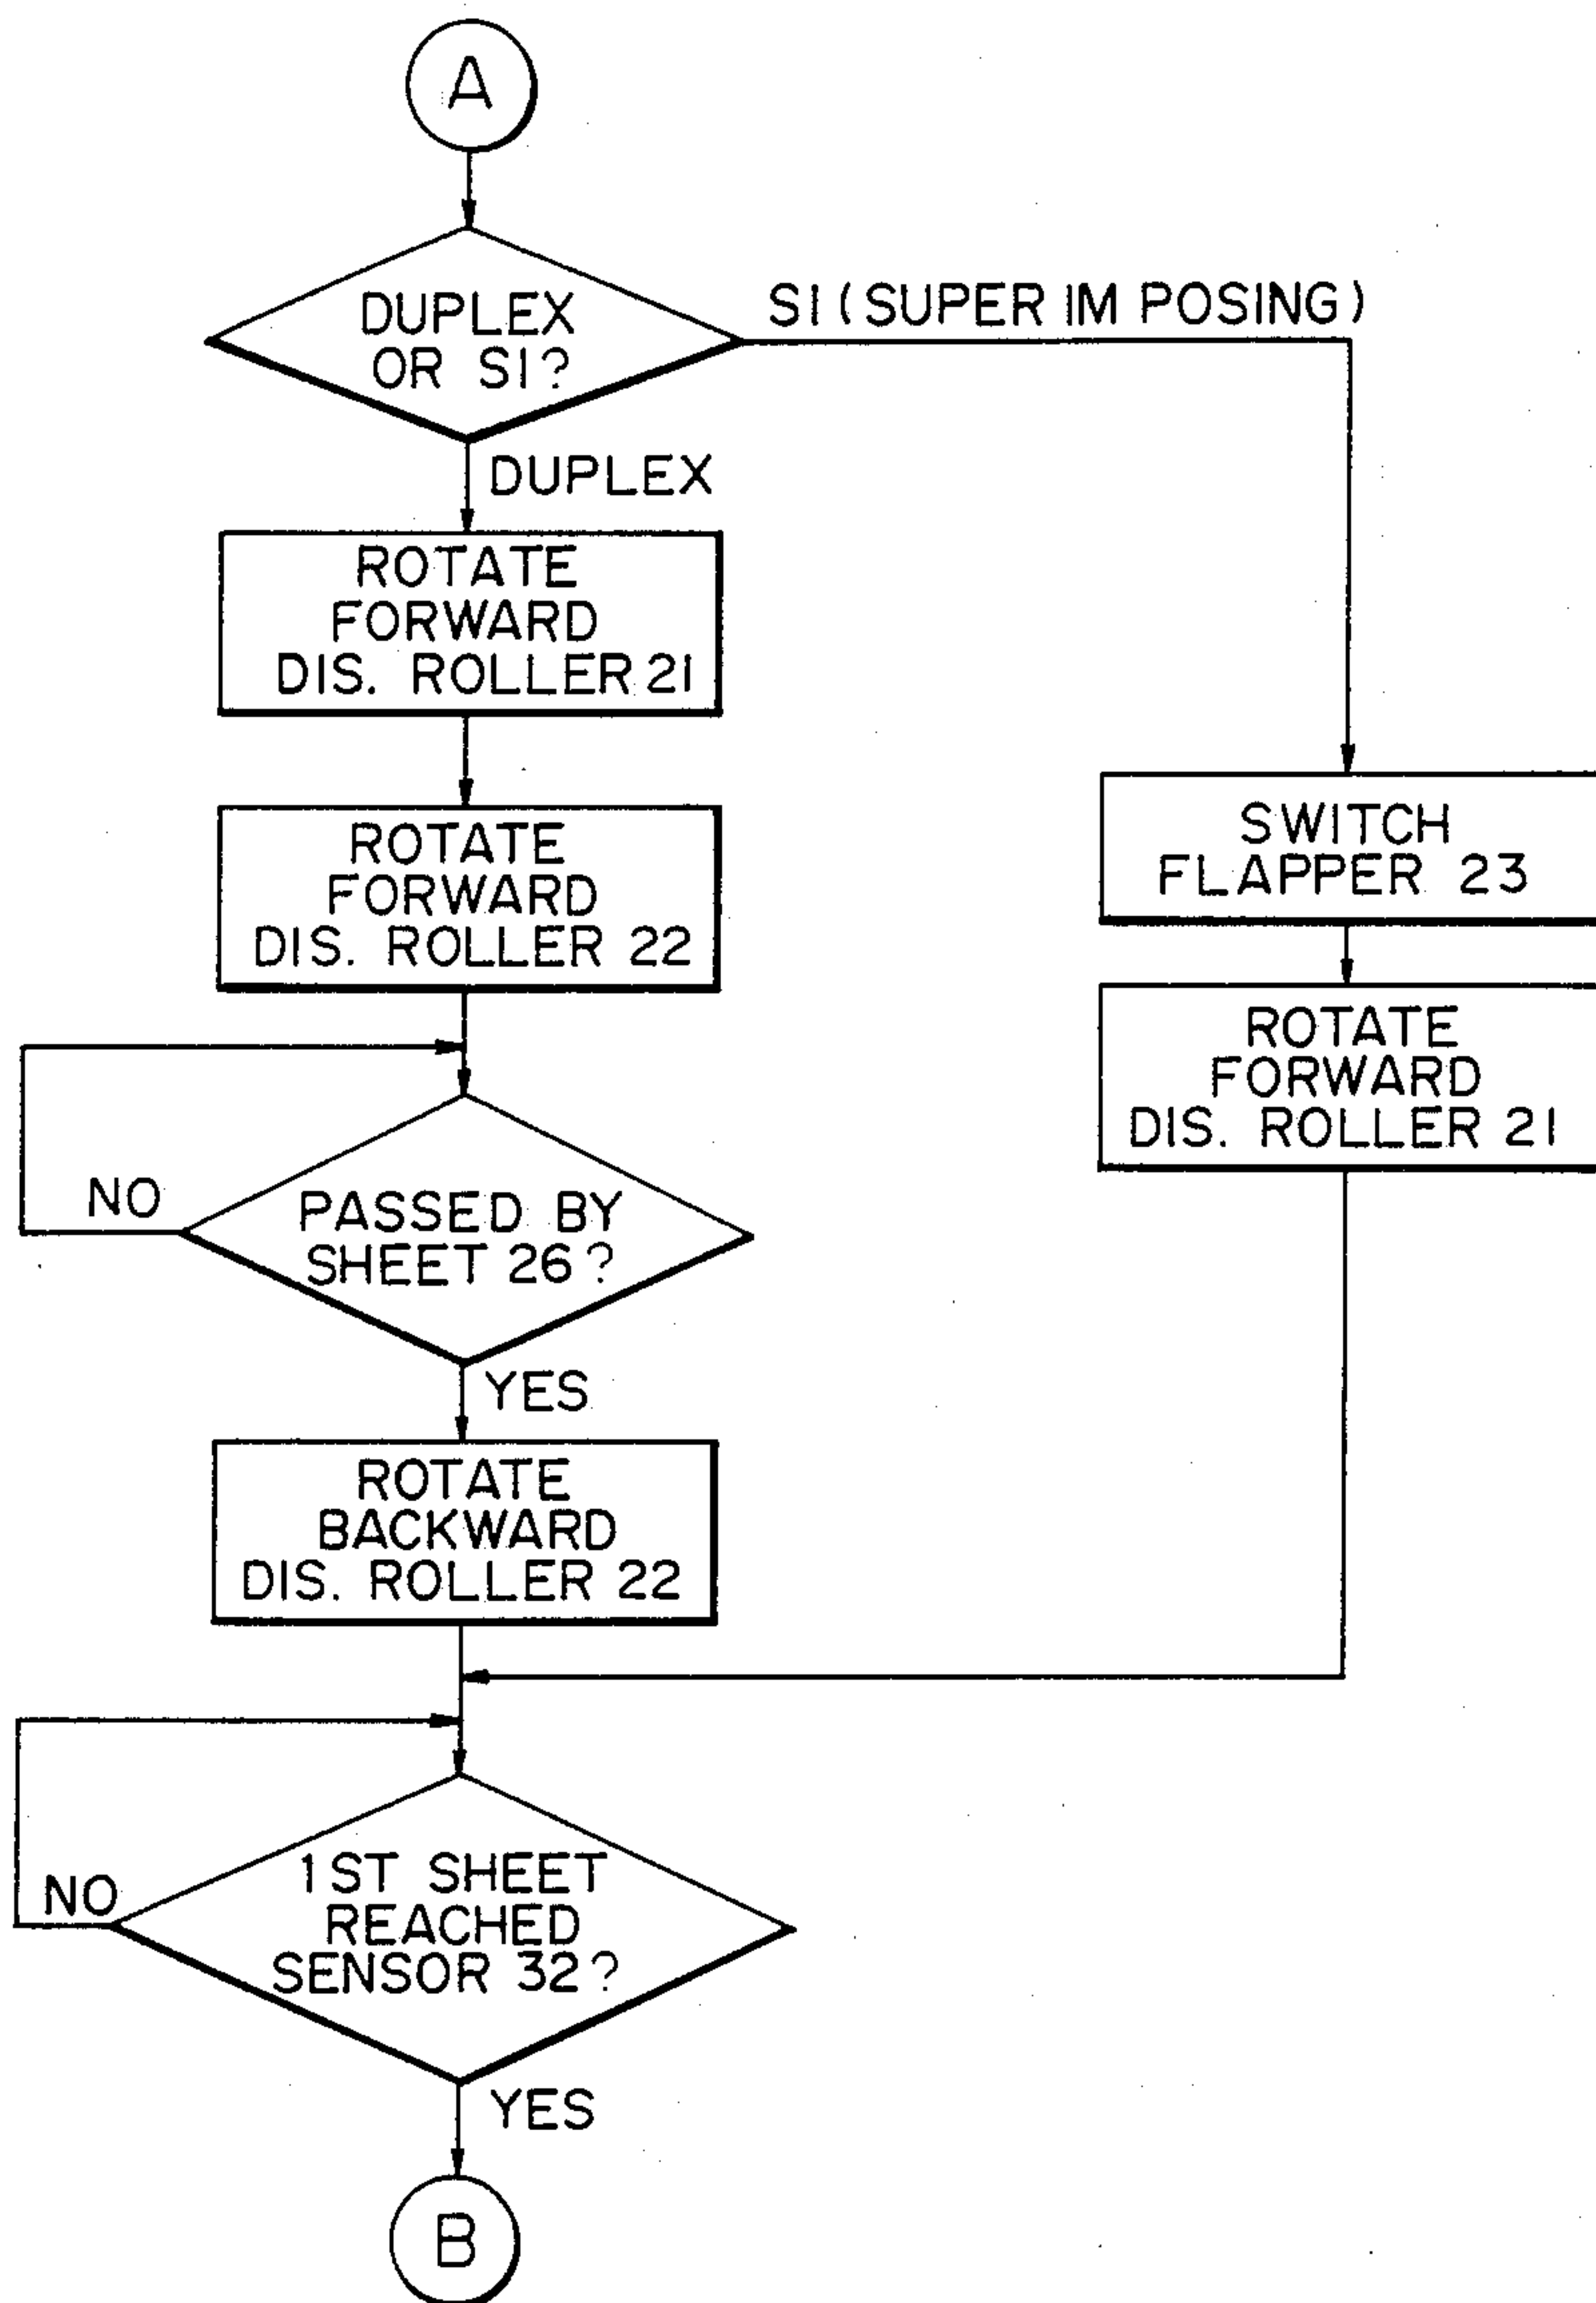 A
DUPLEX
OR SI?
SI (SUPER IM POSING)
DUPLEX
ROTATE
FORWARD
DIS. ROLLER 21
ROTATE
FORWARD
DIS. ROLLER 22
SWITCH
FLAPPER 23
ROTATE
FORWARD
DIS. ROLLER 21
NO
PASSED BY
SHEET 26?
YES
ROTATE
BACKWARD
DIS. ROLLER 22
NO
1ST SHEET
REACHED
SENSOR 32?
YES
B